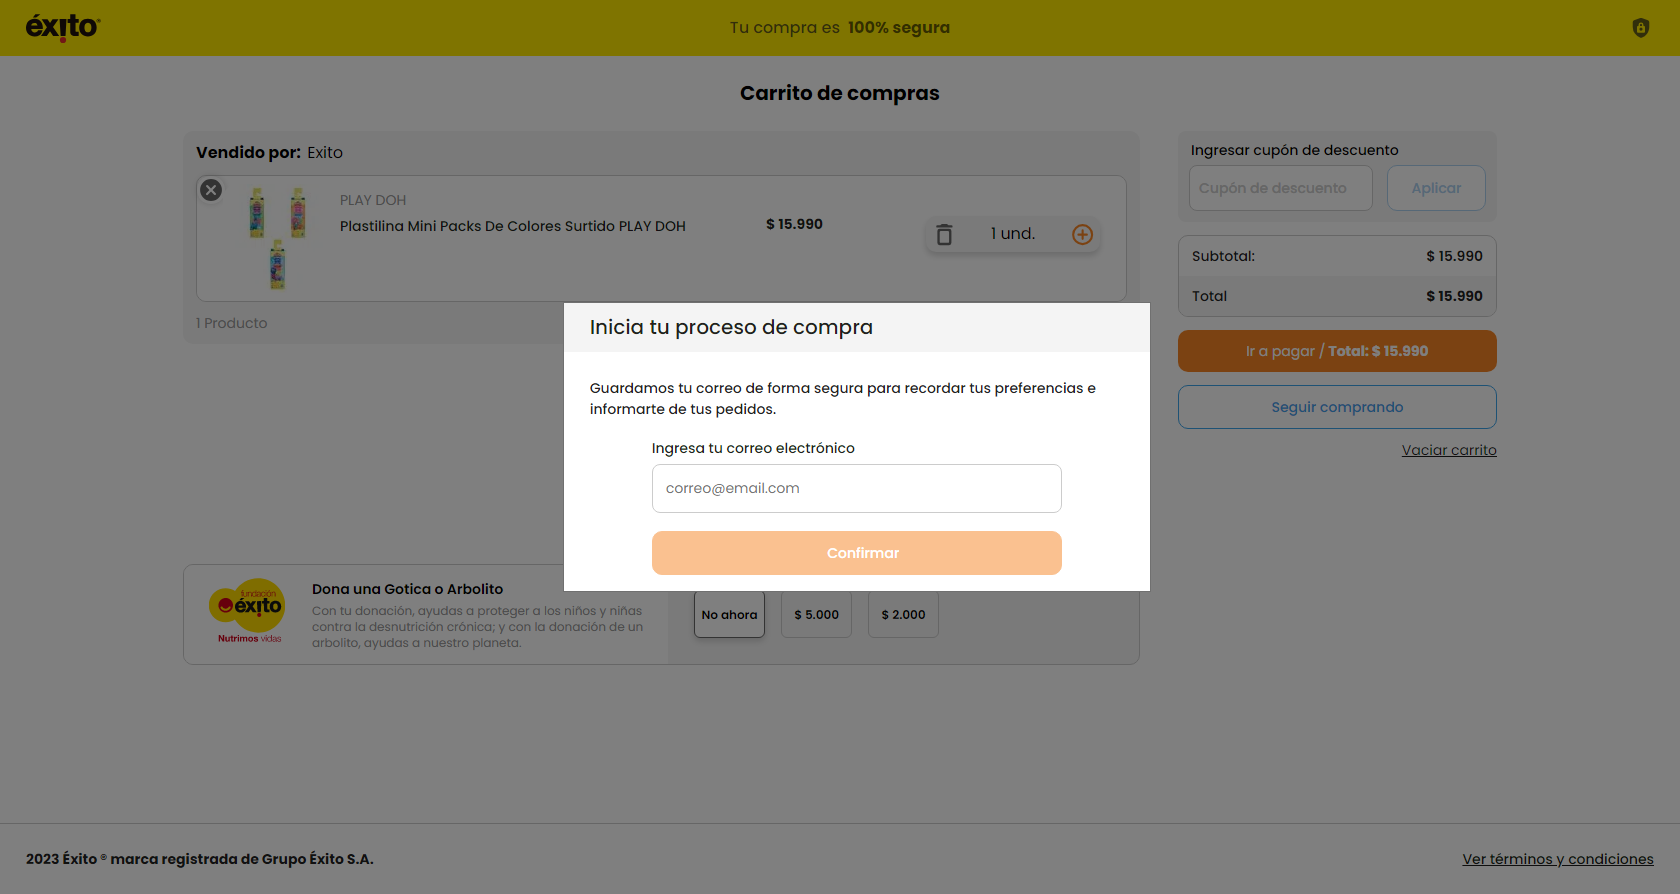 éxito®
Tu compra es 100% segura
Carrito de compras
Vendido por: Exito
PLAY DOH
Plastilina Mini Packs De Colores Surtido PLAY DOH
$ 15.990
1 und.
1 Producto
Ingresar cupón de descuento
Cupón de descuento
Aplicar
Subtotal: $ 15.990
Total $ 15.990
Ir a pagar / Total: $ 15.990
Seguir comprando
Vaciar carrito
Inicia tu proceso de compra
Guardamos tu correo de forma segura para recordar tus preferencias e
informarte de tus pedidos.
Ingresa tu correo electrónico
correo@email.com
Confirmar
fundación
éxito
Nutrimos vidas
Dona una Gotica o Arbolito
Con tu donación, ayudas a proteger a los niños y niñas
contra la desnutrición crónica; y con la donación de un
arbolito, ayudas a nuestro planeta.
No ahora
$ 5.000
$ 2.000
2023 Éxito ® marca registrada de Grupo Éxito S.A.
Ver términos y condiciones